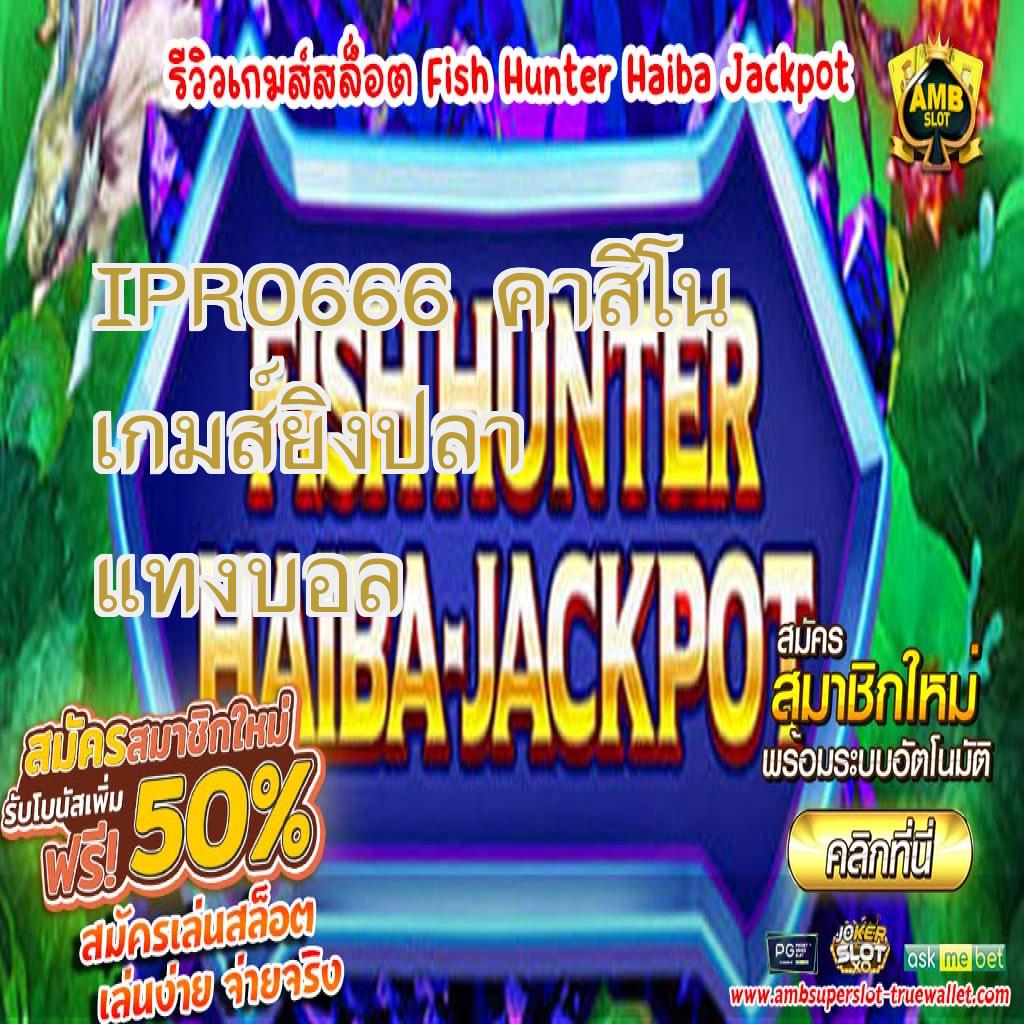 รีวิวเกมส์สล็อต Fish Hunter Haiba Jackpot
AMB
SLOT
IPRO666 คาสิโน
เกมส์ยิงปลา
แทงบอล
FISH HUNTER
HAIBA-JACKPOT
สมัคร
สมาชิกใหม่
พร้อมระบบอัตโนมัติ
คลิกที่นี่
สมัครสมาชิกใหม่
รับโบนัสเพิ่ม
ฟรี! 50%
สมัครเล่นสล็อต
เล่นง่าย จ่ายจริง
PG
JOKER
SLOT
XO
ask me bet
www.ambsuperslot-truewallet.com